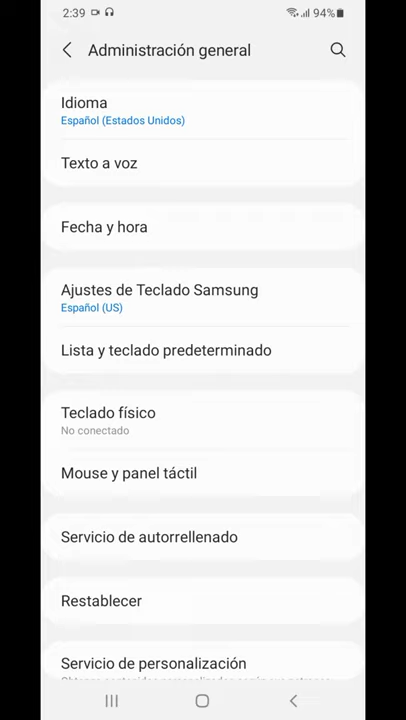 2:39 94%
Administración general
Idioma
Español (Estados Unidos)
Texto a voz
Fecha y hora
Ajustes de Teclado Samsung
Español (US)
Lista y teclado predeterminado
Teclado físico
No conectado
Mouse y panel táctil
Servicio de autorrellenado
Restablecer
Servicio de personalización